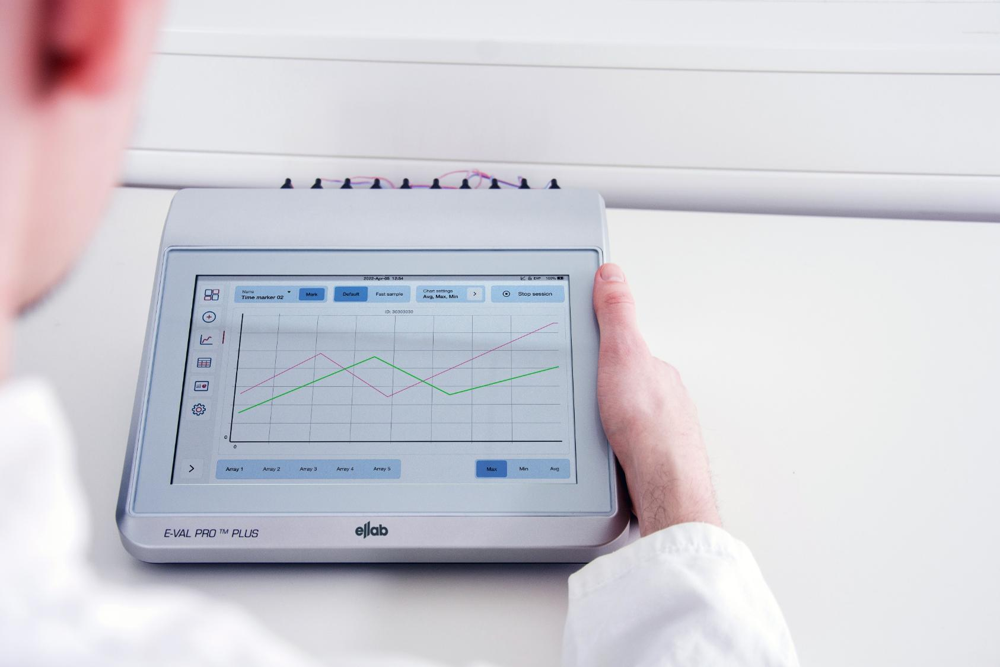 2022-Apr-05 12:54
EVP 100%
Name
Time marker 02
Mark
Default
Fast sample
Chart settings
Avg, Max, Min
Stop session
ID: 30303030
0
0
Array 1 Array 2 Array 3 Array 4 Array 5
Max Min Avg
E-VAL PRO™ PLUS
ellab